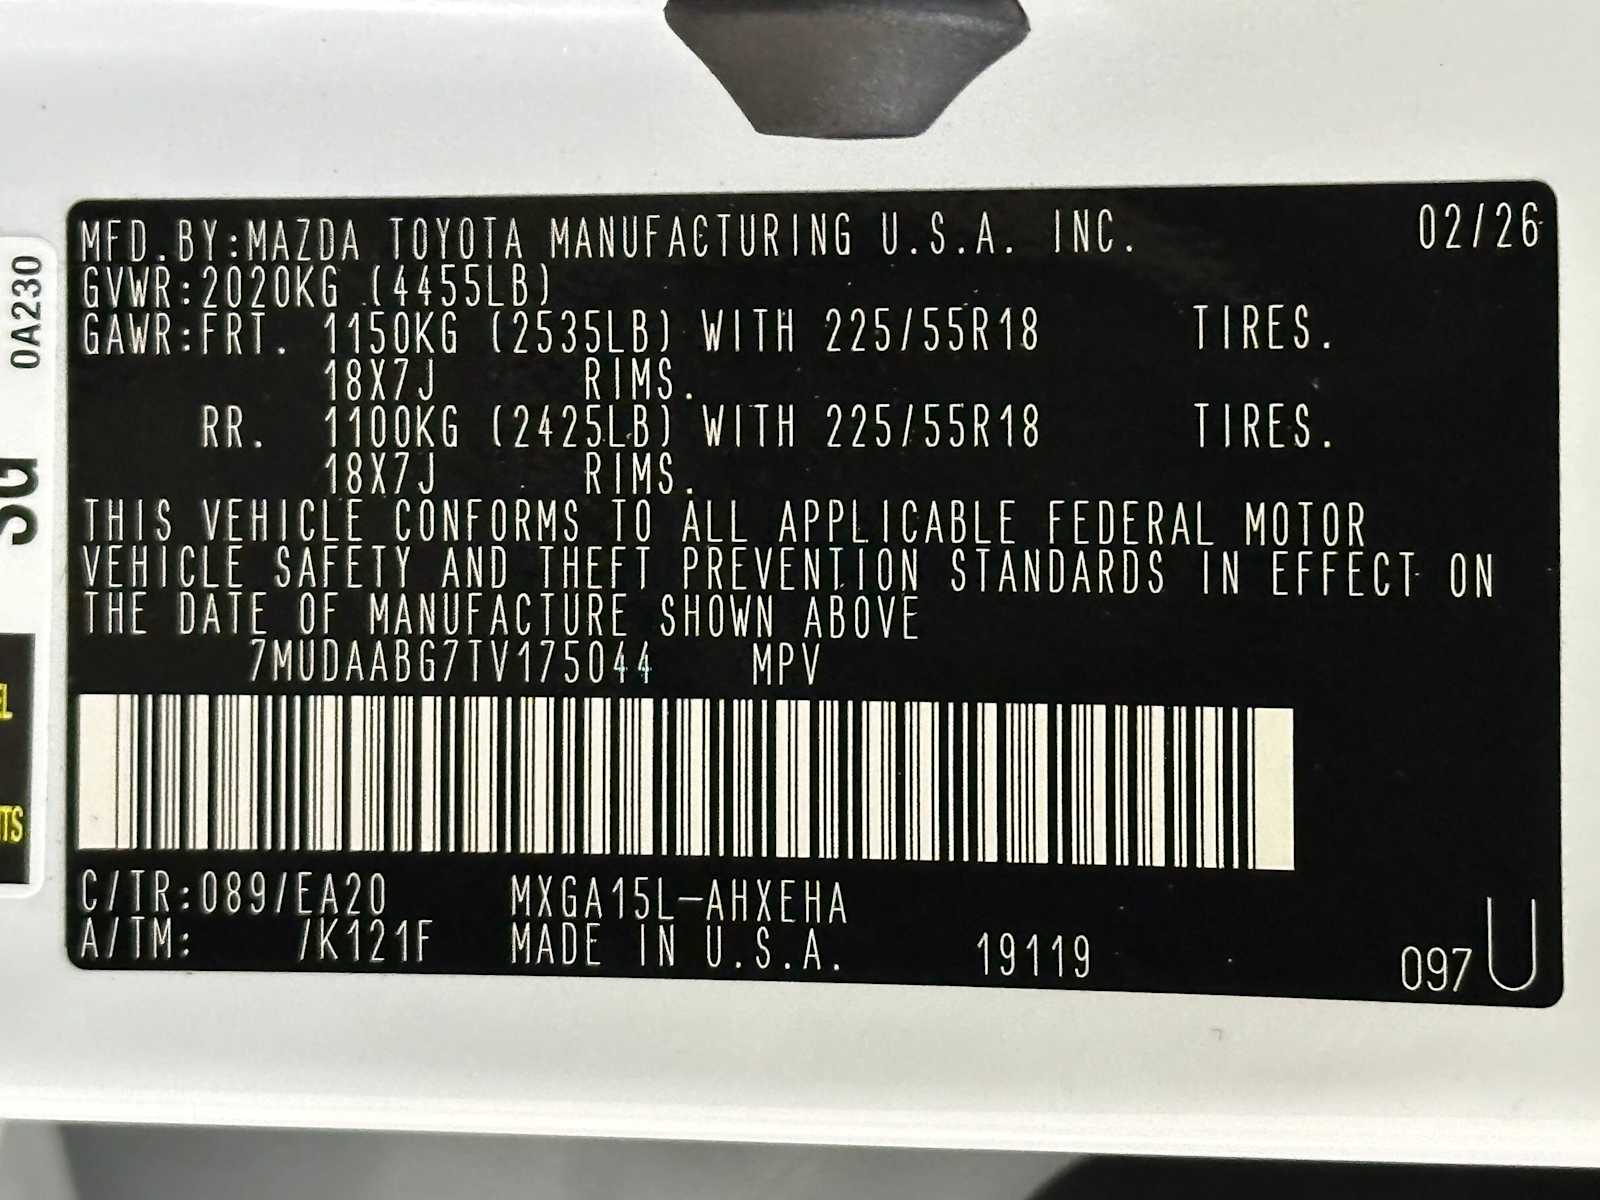 MFD.BY:MAZDA TOYOTA MANUFACTURING U.S.A. INC. 02/26
GVWR:2020KG (4455LB)
GAWR:FRT. 1150KG (2535LB) WITH 225/55R18 TIRES.
18X7J RIMS.
RR. 1100KG (2425LB) WITH 225/55R18 TIRES.
18X7J RIMS.
THIS VEHICLE CONFORMS TO ALL APPLICABLE FEDERAL MOTOR
VEHICLE SAFETY AND THEFT PREVENTION STANDARDS IN EFFECT ON
THE DATE OF MANUFACTURE SHOWN ABOVE
7MUDAABG7TV175044 MPV
C/TR:089/EA20 MXGA15L-AHXEHA
A/TM: /K121F MADE IN U.S.A. 19119 097 U
0A230
SG